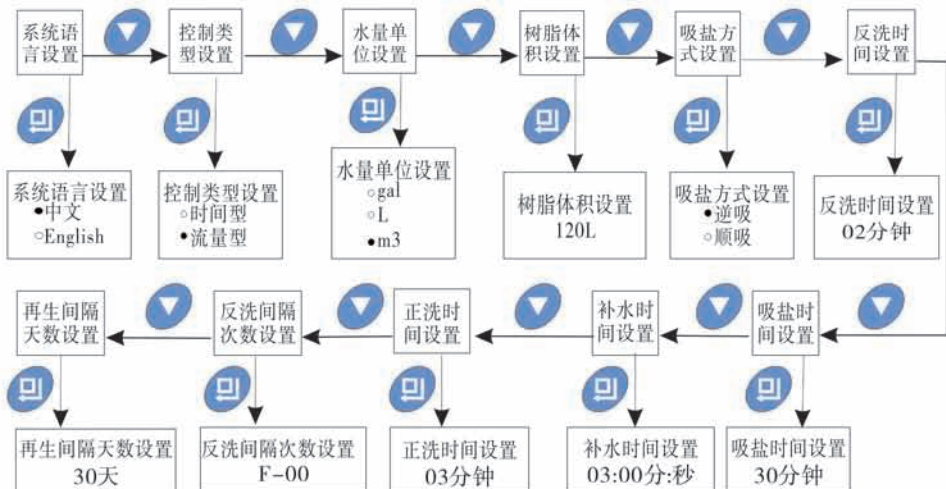 系统语
言设置
控制类
型设置
水量单
位设置
树脂体
积设置
吸盐方
式设置
反洗时
间设置
系统语言设置
●中文
○English
控制类型设置
○时间型
●流量型
水量单位设置
○gal
○L
●m3
树脂体积设置
120L
吸盐方式设置
●逆吸
○顺吸
反洗时间设置
02分钟
再生间隔
天数设置
反洗间隔
次数设置
正洗时
间设置
补水时
间设置
吸盐时
间设置
再生间隔天数设置
30天
反洗间隔次数设置
F-00
正洗时间设置
03分钟
补水时间设置
03:00分:秒
吸盐时间设置
30分钟